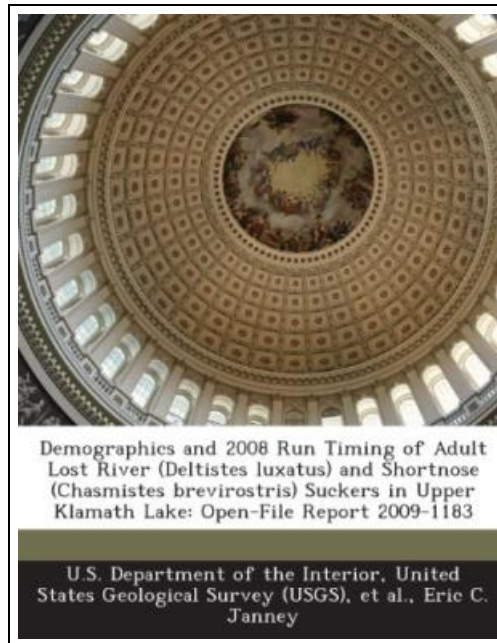 Demographics and 2008 Run Timing of Adult
Lost River (Deltistes luxatus) and Shortnose
(Chasmistes brevirostris) Suckers in Upper
Klamath Lake: Open-File Report 2009-1183
U.S. Department of the Interior, United
States Geological Survey (USGS), et al., Eric C.
Janney